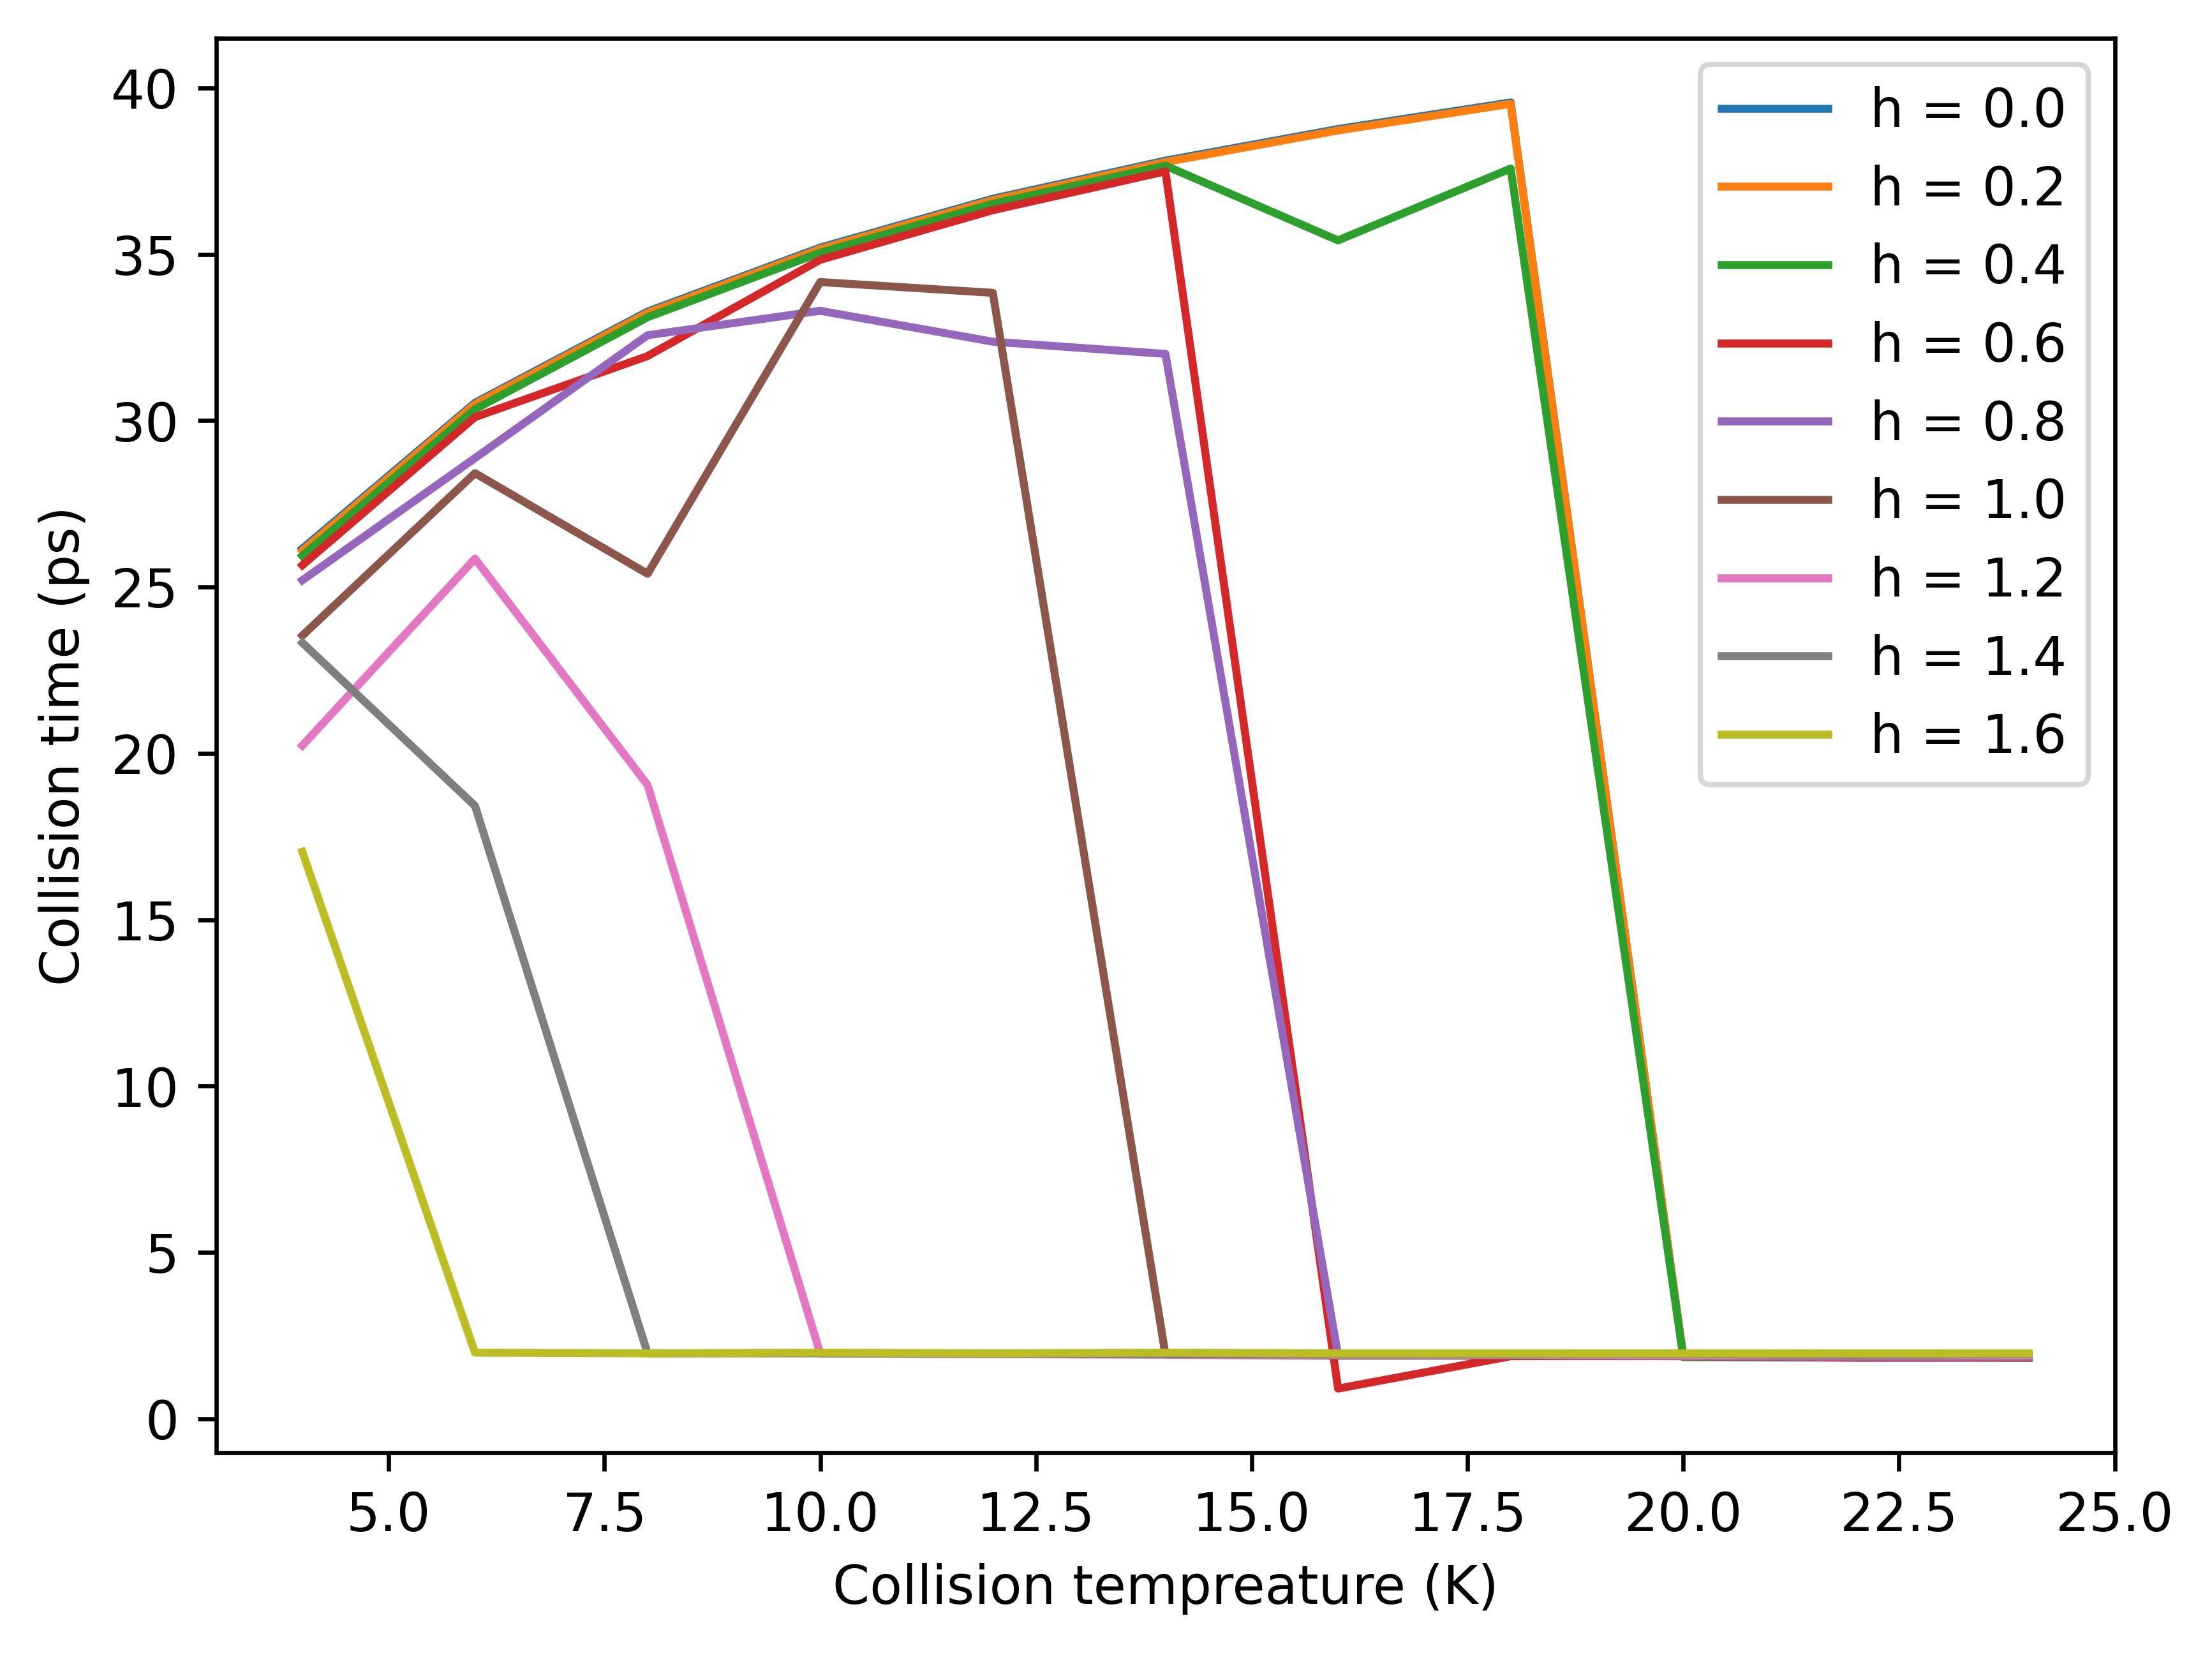 40
35
30
25
20
15
10
5
0
Collision time (ps)
5.0 7.5 10.0 12.5 15.0 17.5 20.0 22.5 25.0
Collision tempreature (K)
h = 0.0
h = 0.2
h = 0.4
h = 0.6
h = 0.8
h = 1.0
h = 1.2
h = 1.4
h = 1.6